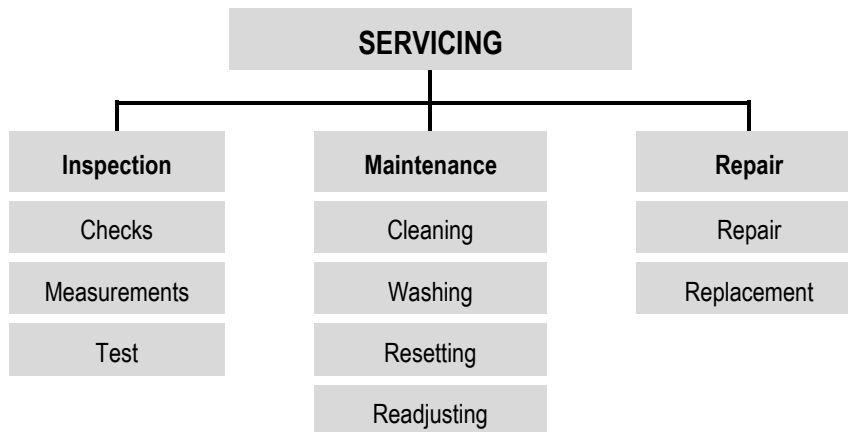 SERVICING
Inspection
Checks
Measurements
Test
Maintenance
Cleaning
Washing
Resetting
Readjusting
Repair
Repair
Replacement